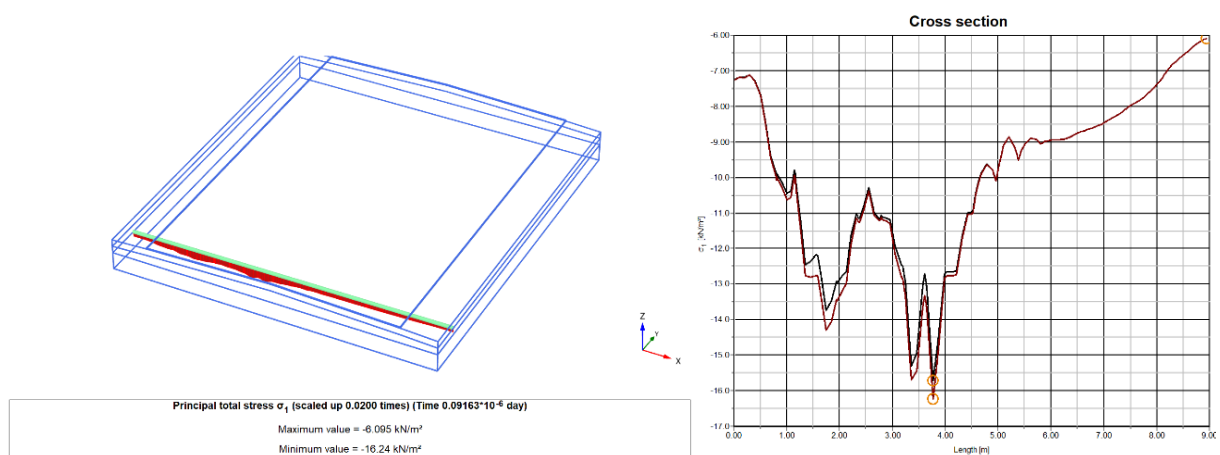 Z
Y
X
Principal total stress σ1 (scaled up 0.0200 times) (Time 0.09163*10-6 day)
Maximum value = -6.095 kN/m²
Minimum value = -16.24 kN/m²
Cross section
-6.00
-7.00
-8.00
-9.00
-10.0
-11.0
-12.0
-13.0
-14.0
-15.0
-16.0
-17.0
σ1 [kN/m²]
0.00 1.00 2.00 3.00 4.00 5.00 6.00 7.00 8.00 9.00
Length [m]